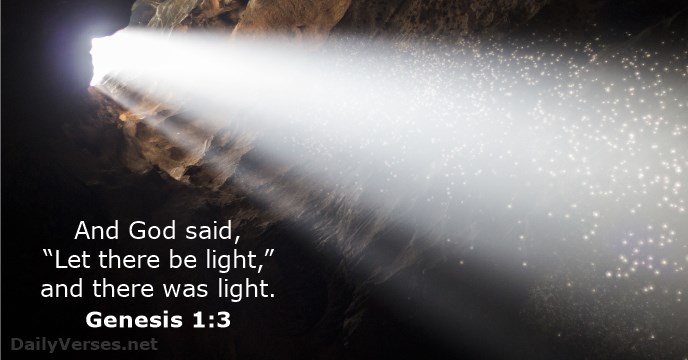 And God said,
“Let there be light,”
and there was light.
Genesis 1:3
DailyVerses.net